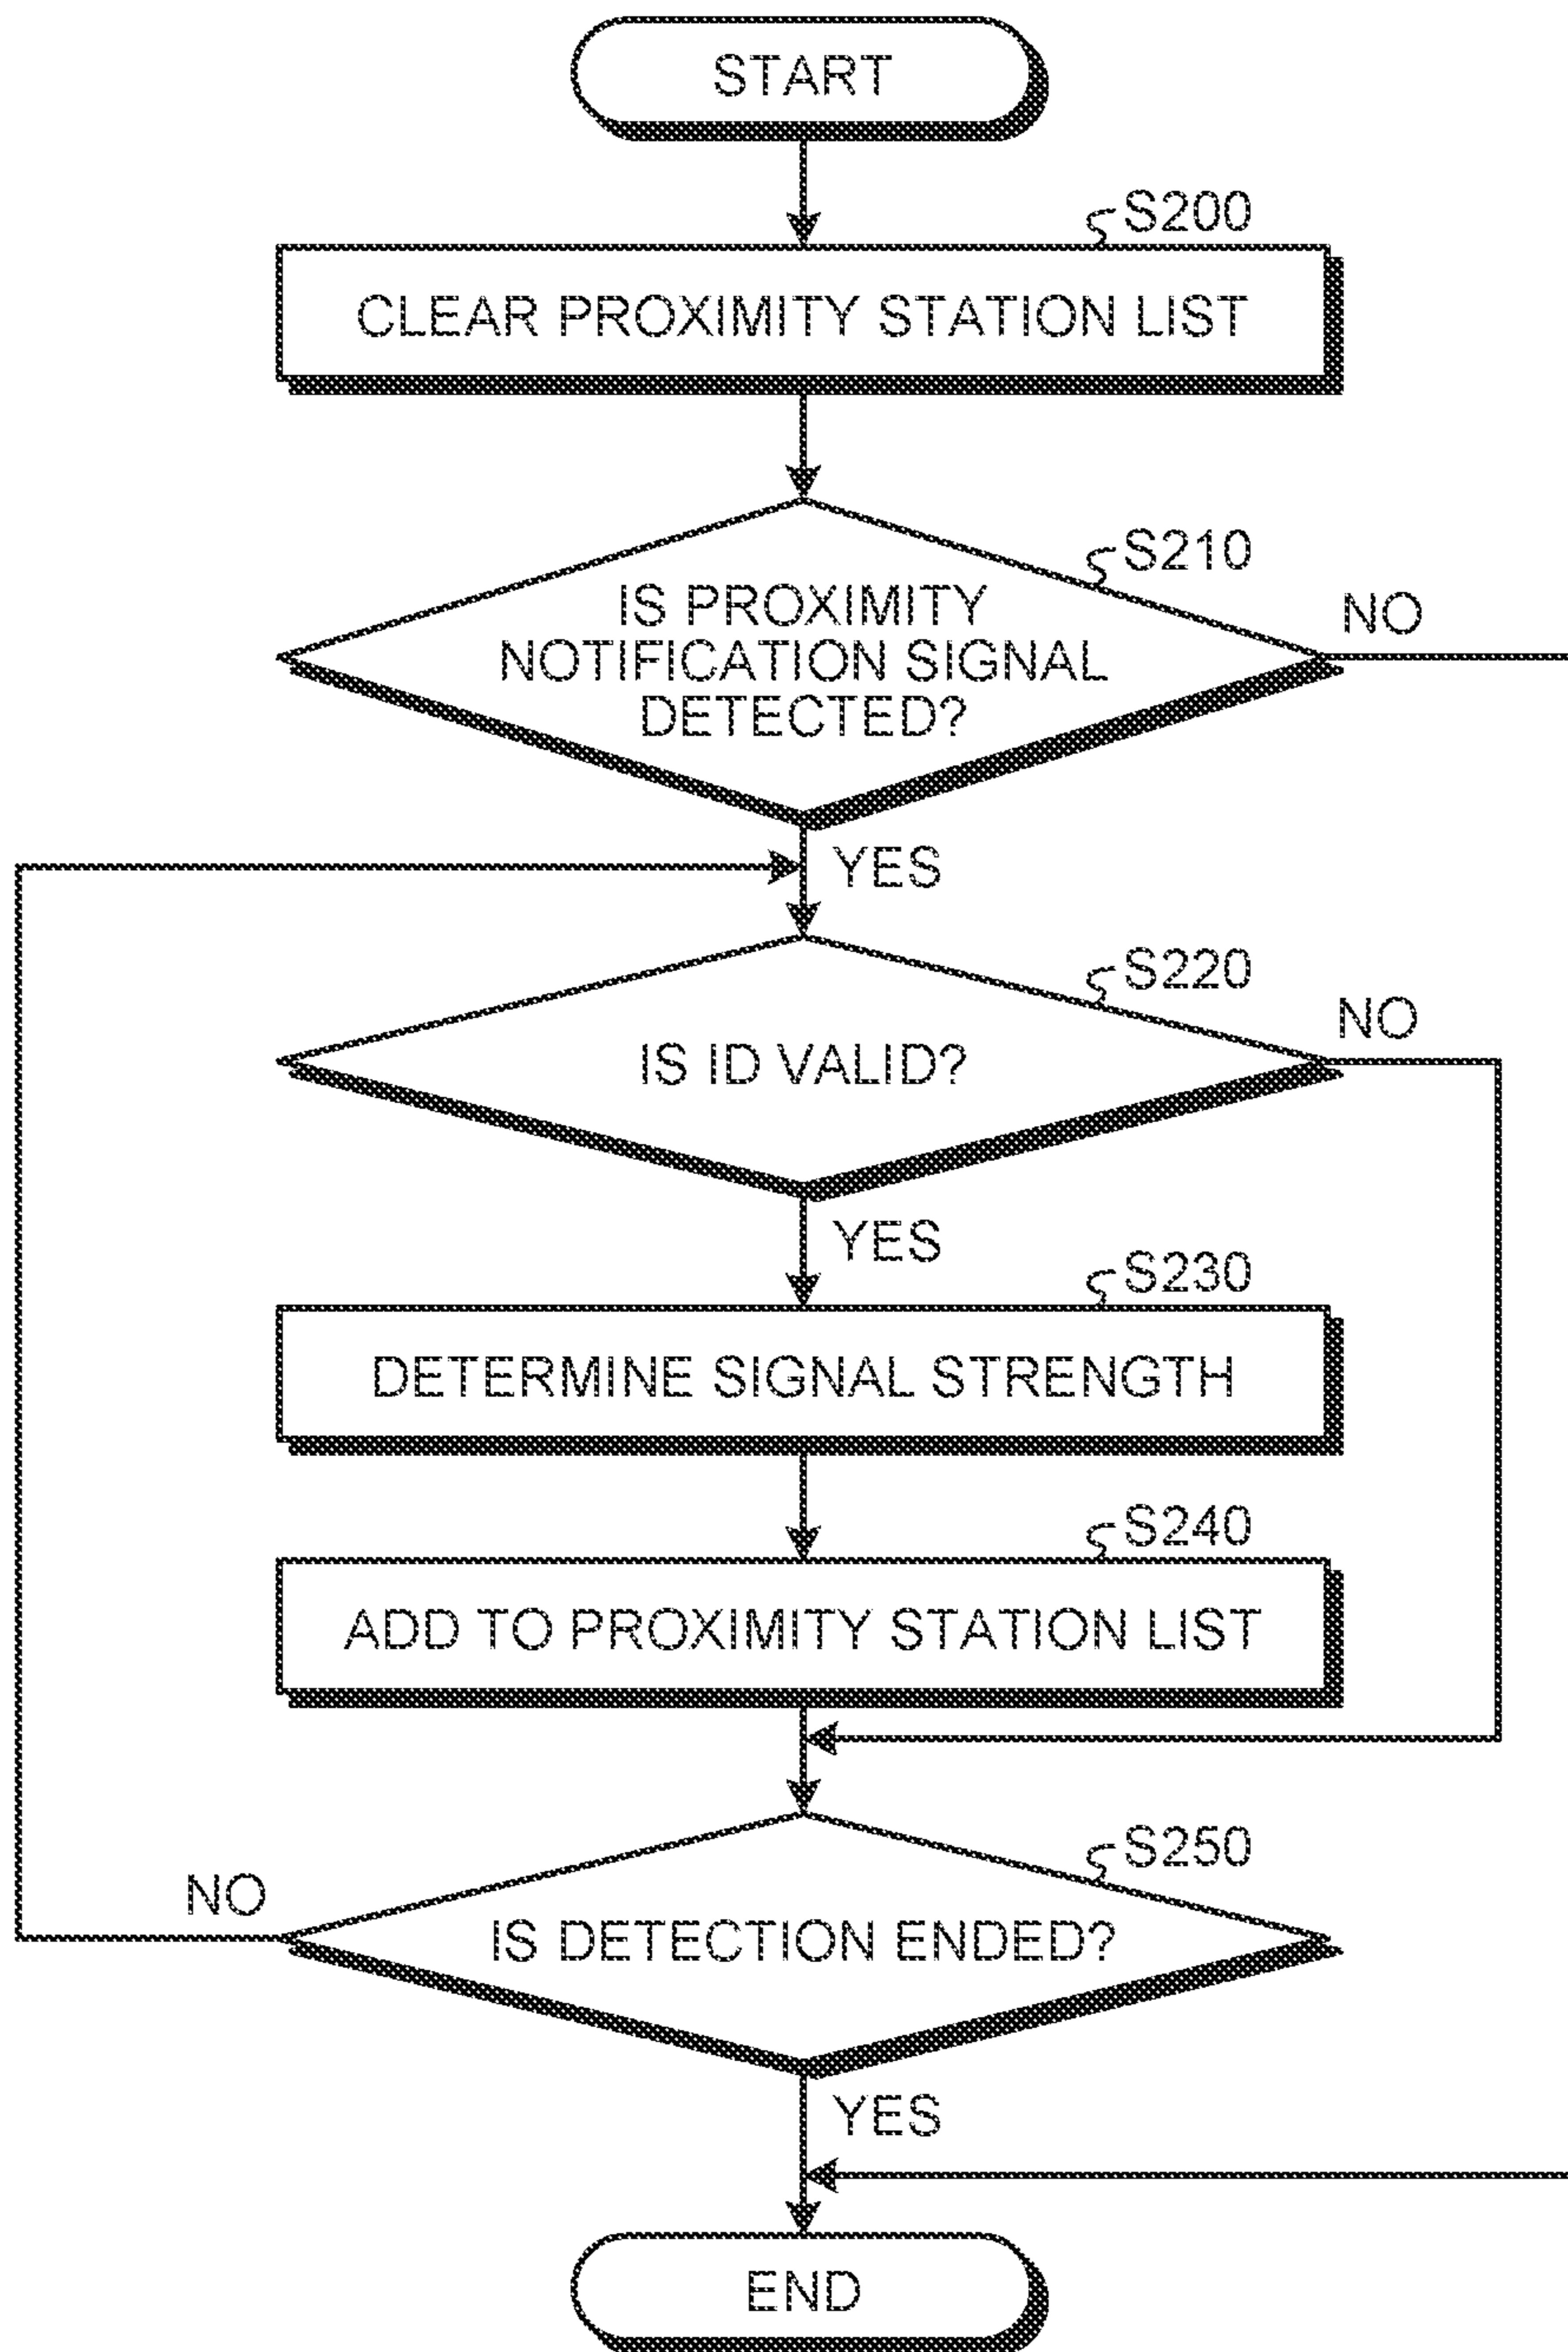 START
S200
CLEAR PROXIMITY STATION LIST
S210
IS PROXIMITY
NOTIFICATION SIGNAL
DETECTED?
NO
YES
S220
NO
IS ID VALID?
YES
S230
DETERMINE SIGNAL STRENGTH
S240
ADD TO PROXIMITY STATION LIST
S250
NO
IS DETECTION ENDED?
YES
END